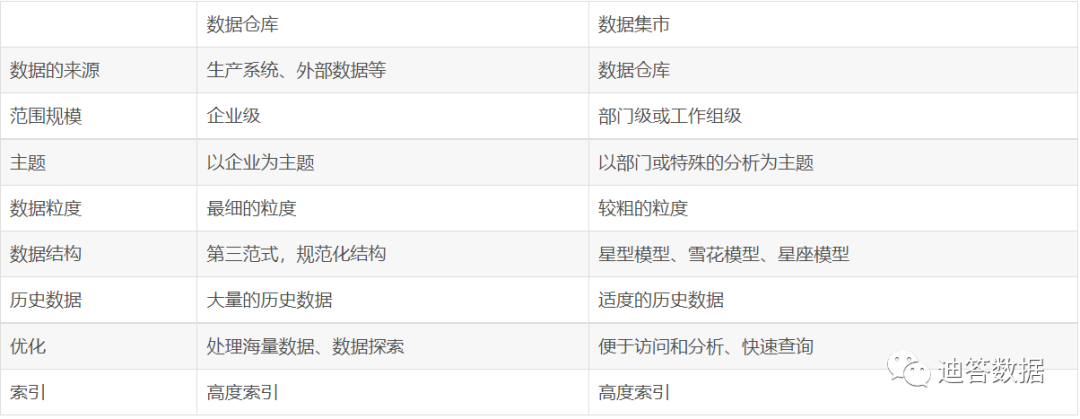 数据仓库 数据集市
数据的来源 生产系统、外部数据等 数据仓库
范围规模 企业级 部门级或工作组级
主题 以企业为主题 以部门或特殊的分析为主题
数据粒度 最细的粒度 较粗的粒度
数据结构 第三范式，规范化结构 星型模型、雪花模型、星座模型
历史数据 大量的历史数据 适度的历史数据
优化 处理海量数据、数据探索 便于访问和分析、快速查询
索引 高度索引 高度索引
迪答数据